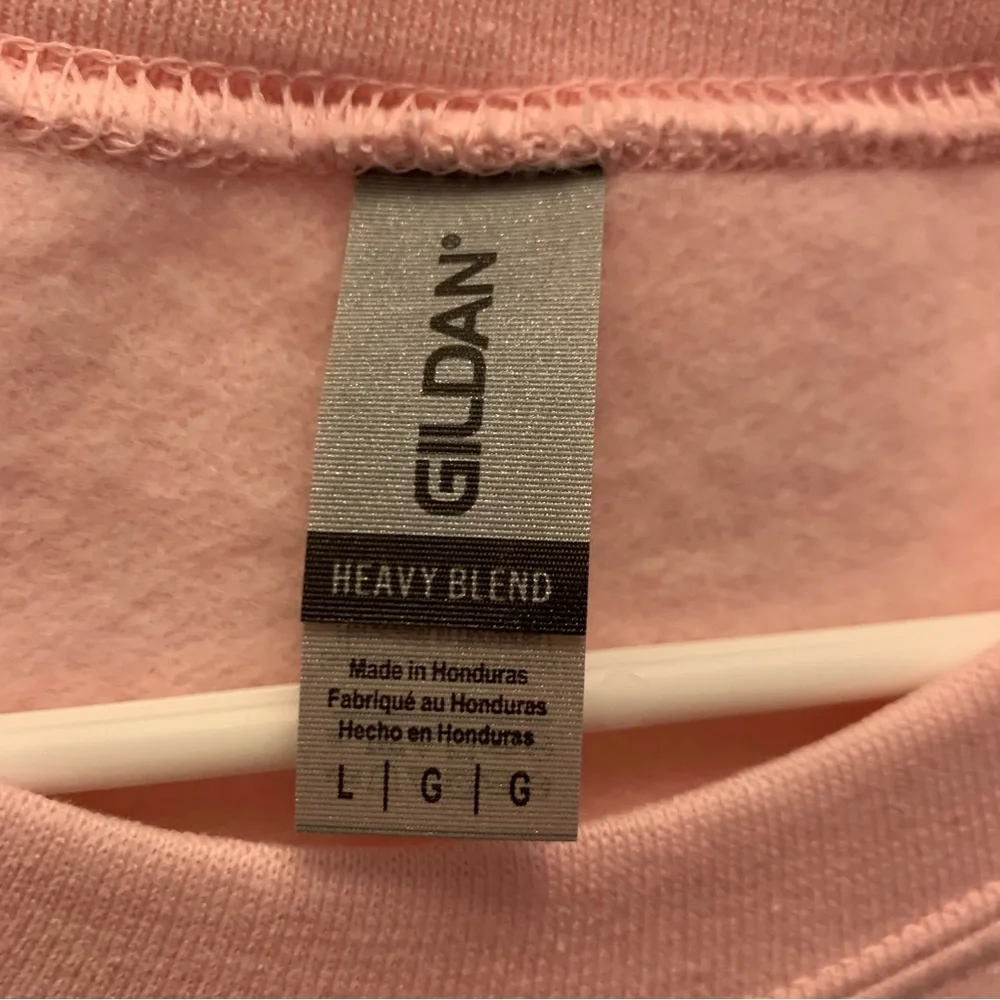 GILDAN®
HEAVY BLEND
Made in Honduras
Fabriqué au Honduras
Hecho en Honduras
L | G | G